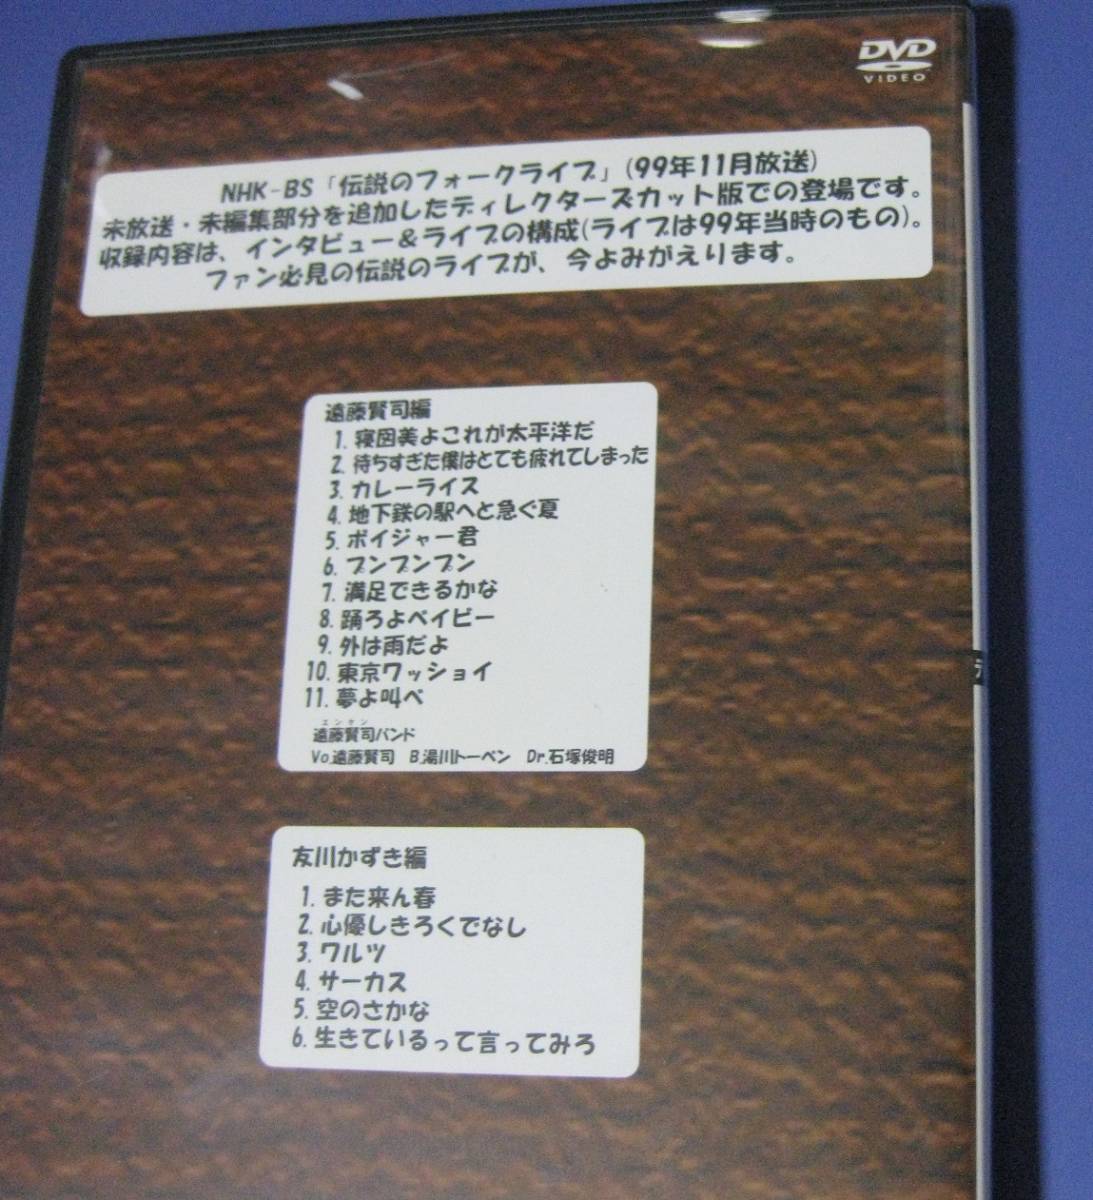 DVD
VIDEO
NHK-BS「伝説のフォークライブ」(99年11月放送)
未放送・未編集部分を追加したディレクターズカット版での登場です。
収録内容は、インタビュー&ライブの構成(ライブは99年当時のもの)。
ファン必見の伝説のライブが、今よみがえります。
遠藤賢司編
1. 寝図美よこれが太平洋だ
2. 待ちすぎた僕はとても疲れてしまった
3. カレーライス
4. 地下鉄の駅へと急ぐ夏
5. ボイジャー君
6. ブンブンブン
7. 満足できるかな
8. 踊ろよベイビー
9. 外は雨だよ
10. 東京ワッショイ
11. 夢よ叫べ
エンケン
遠藤賢司バンド
Vo.遠藤賢司 B.湯川トーベン Dr.石塚俊明
友川かずき編
1. また来ん春
2. 心優しきろくでなし
3. ワルツ
4. サーカス
5. 空のさかな
6. 生きているって言ってみろ